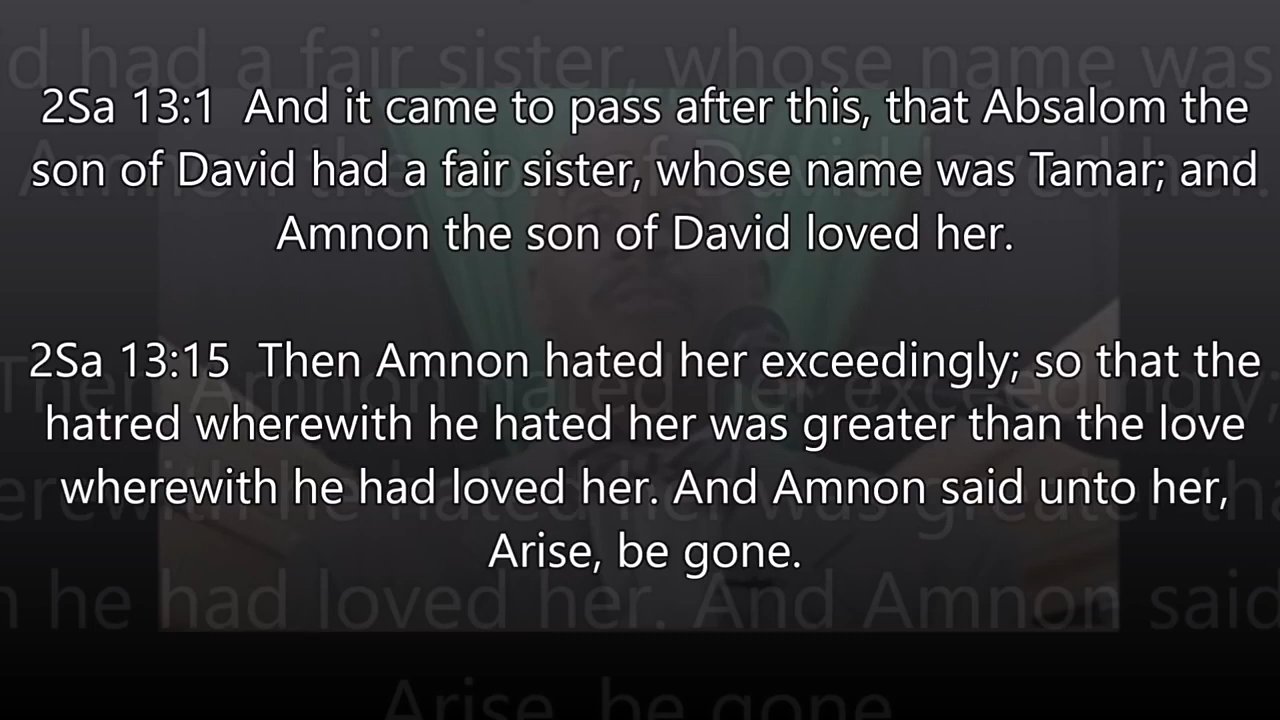 2Sa 13:1  And it came to pass after this, that Absalom the
son of David had a fair sister, whose name was Tamar; and
Amnon the son of David loved her.
2Sa 13:15  Then Amnon hated her exceedingly; so that the
hatred wherewith he hated her was greater than the love
wherewith he had loved her. And Amnon said unto her,
Arise, be gone.